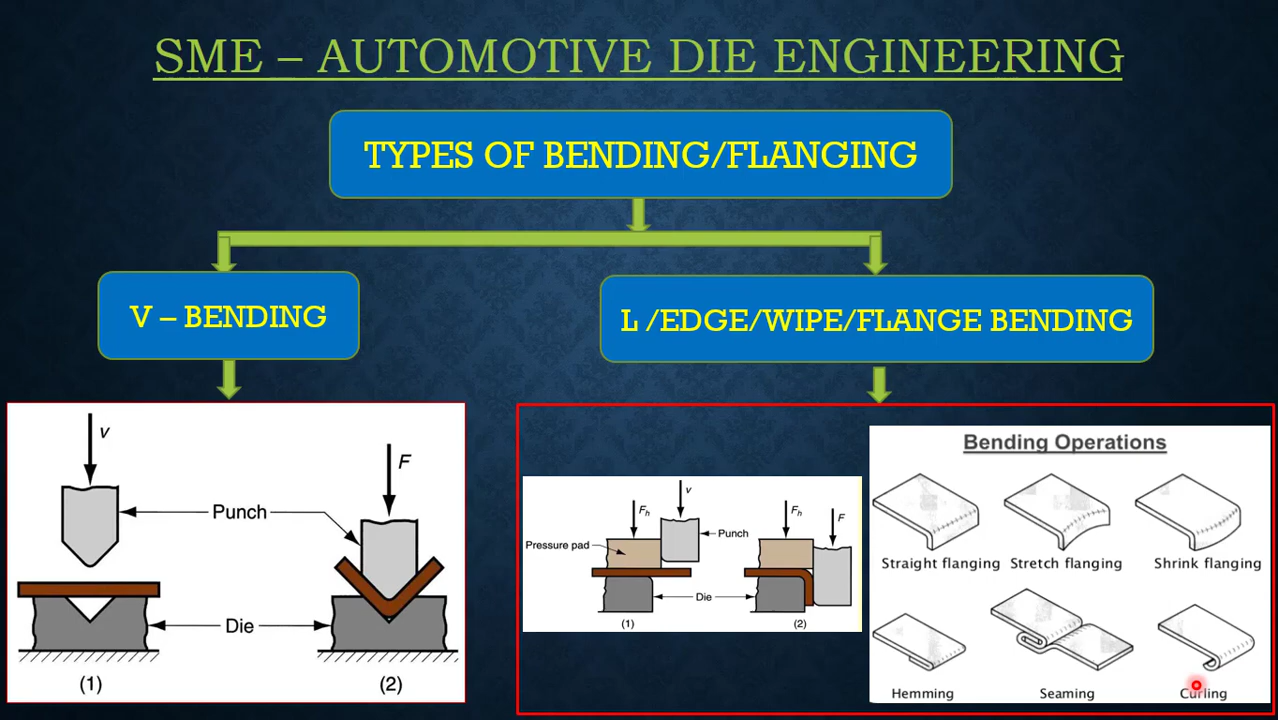 SME – AUTOMOTIVE DIE ENGINEERING
TYPES OF BENDING/FLANGING
V – BENDING
L /EDGE/WIPE/FLANGE BENDING
v
F
Punch
Die
(1)
(2)
v
Fh
Fh
F
Punch
Pressure pad
Die
(1)
(2)
Bending Operations
Straight flanging
Stretch flanging
Shrink flanging
Hemming
Seaming
Curling